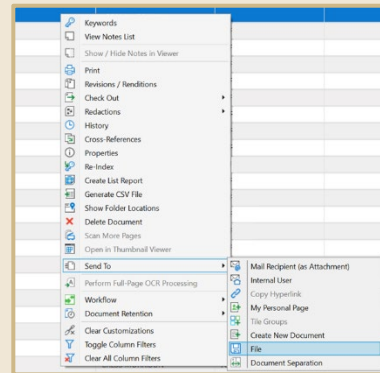 Keywords
View Notes List
Show / Hide Notes in Viewer
Print
Revisions / Renditions
Check Out
Redactions
History
Cross-References
Properties
Re-Index
Create List Report
Generate CSV File
Show Folder Locations
Delete Document
Scan More Pages
Open in Thumbnail Viewer
Send To
Perform Full-Page OCR Processing
Workflow
Document Retention
Clear Customizations
Toggle Column Filters
Clear All Column Filters
Mail Recipient (as Attachment)
Internal User
Copy Hyperlink
My Personal Page
Tile Groups
Create New Document
File
Document Separation